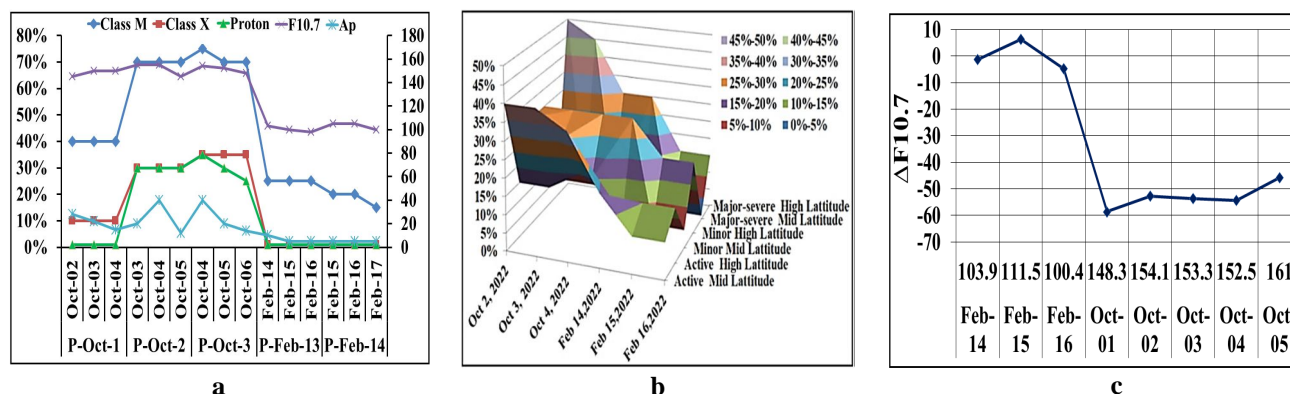 Class M Class X Proton F10.7 Ap
80% 180
70% 160
60% 140
50% 120
40% 100
30% 80
20% 60
10% 40
0% 20
0
Oct-02 Oct-03 Oct-04 Oct-03 Oct-04 Oct-05 Oct-04 Oct-05 Oct-06 Feb-14 Feb-15 Feb-16 Feb-15 Feb-16 Feb-17
P-Oct-1 P-Oct-2 P-Oct-3 P-Feb-13 P-Feb-14
a
45%-50% 40%-45%
35%-40% 30%-35%
25%-30% 20%-25%
15%-20% 10%-15%
5%-10% 0%-5%
50%
45%
40%
35%
30%
25%
20%
15%
10%
5%
0%
Major-severe High Lattitude
Major-severe Mid Lattitude
Minor High Lattitude
Minor Mid Lattitude
Active High Lattitude
Active Mid Lattitude
Oct 2, 2022
Oct 3, 2022
Oct 4, 2022
Feb 14,2022
Feb 15,2022
Feb 16,2022
b
ΔF10.7
10
0
-10
-20
-30
-40
-50
-60
-70
103.9 111.5 100.4 148.3 154.1 153.3 152.5 161
Feb- Feb- Feb- Oct- Oct- Oct- Oct- Oct
14 15 16 01 02 03 04 05
c